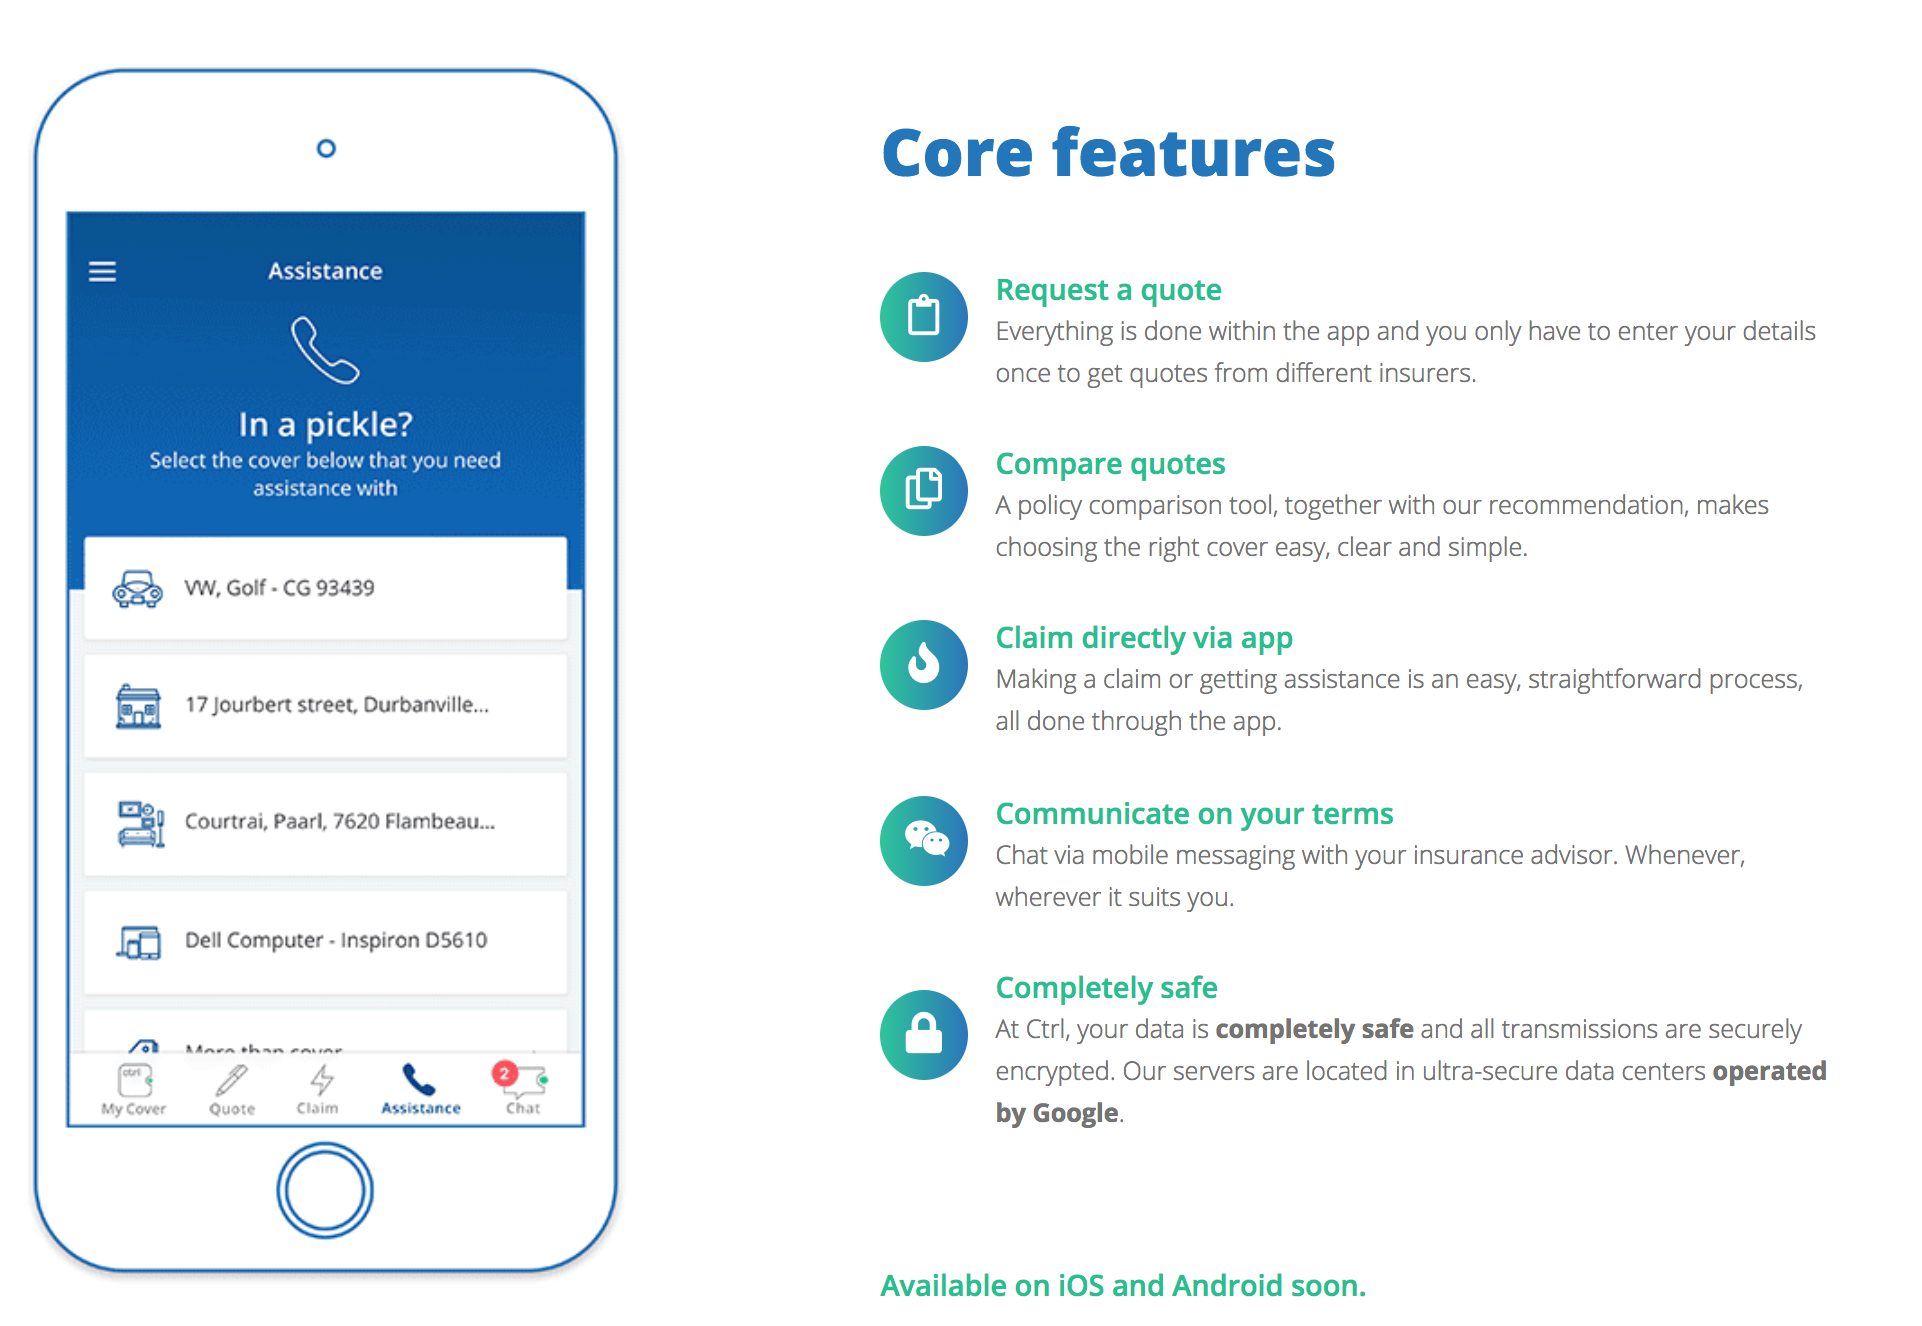 Assistance
In a pickle?
Select the cover below that you need
assistance with
VW, Golf - CG 93439
17 Jourbert street, Durbanville...
Courtrai, Paarl, 7620 Flambeau...
Dell Computer - Inspiron D5610
More than cover
ctrl
2
My Cover
Quote
Claim
Assistance
Chat
Core features
Request a quote
Everything is done within the app and you only have to enter your details
once to get quotes from different insurers.
Compare quotes
A policy comparison tool, together with our recommendation, makes
choosing the right cover easy, clear and simple.
Claim directly via app
Making a claim or getting assistance is an easy, straightforward process,
all done through the app.
Communicate on your terms
Chat via mobile messaging with your insurance advisor. Whenever,
wherever it suits you.
Completely safe
At Ctrl, your data is completely safe and all transmissions are securely
encrypted. Our servers are located in ultra-secure data centers operated
by Google.
Available on iOS and Android soon.